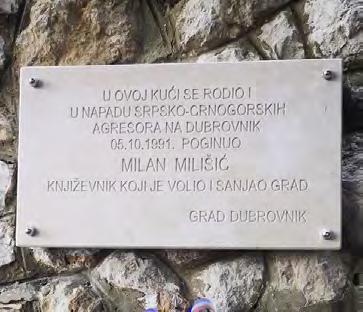 U OVOJ KUĆI SE RODIO I
U NAPADU SRPSKO-CRNOGORSKIH
AGRESORA NA DUBROVNIK
05.10.1991. POGINUO
MILAN MILIŠIĆ
KNJIŽEVNIK KOJI JE VOLIO I SANJAO GRAD
GRAD DUBROVNIK